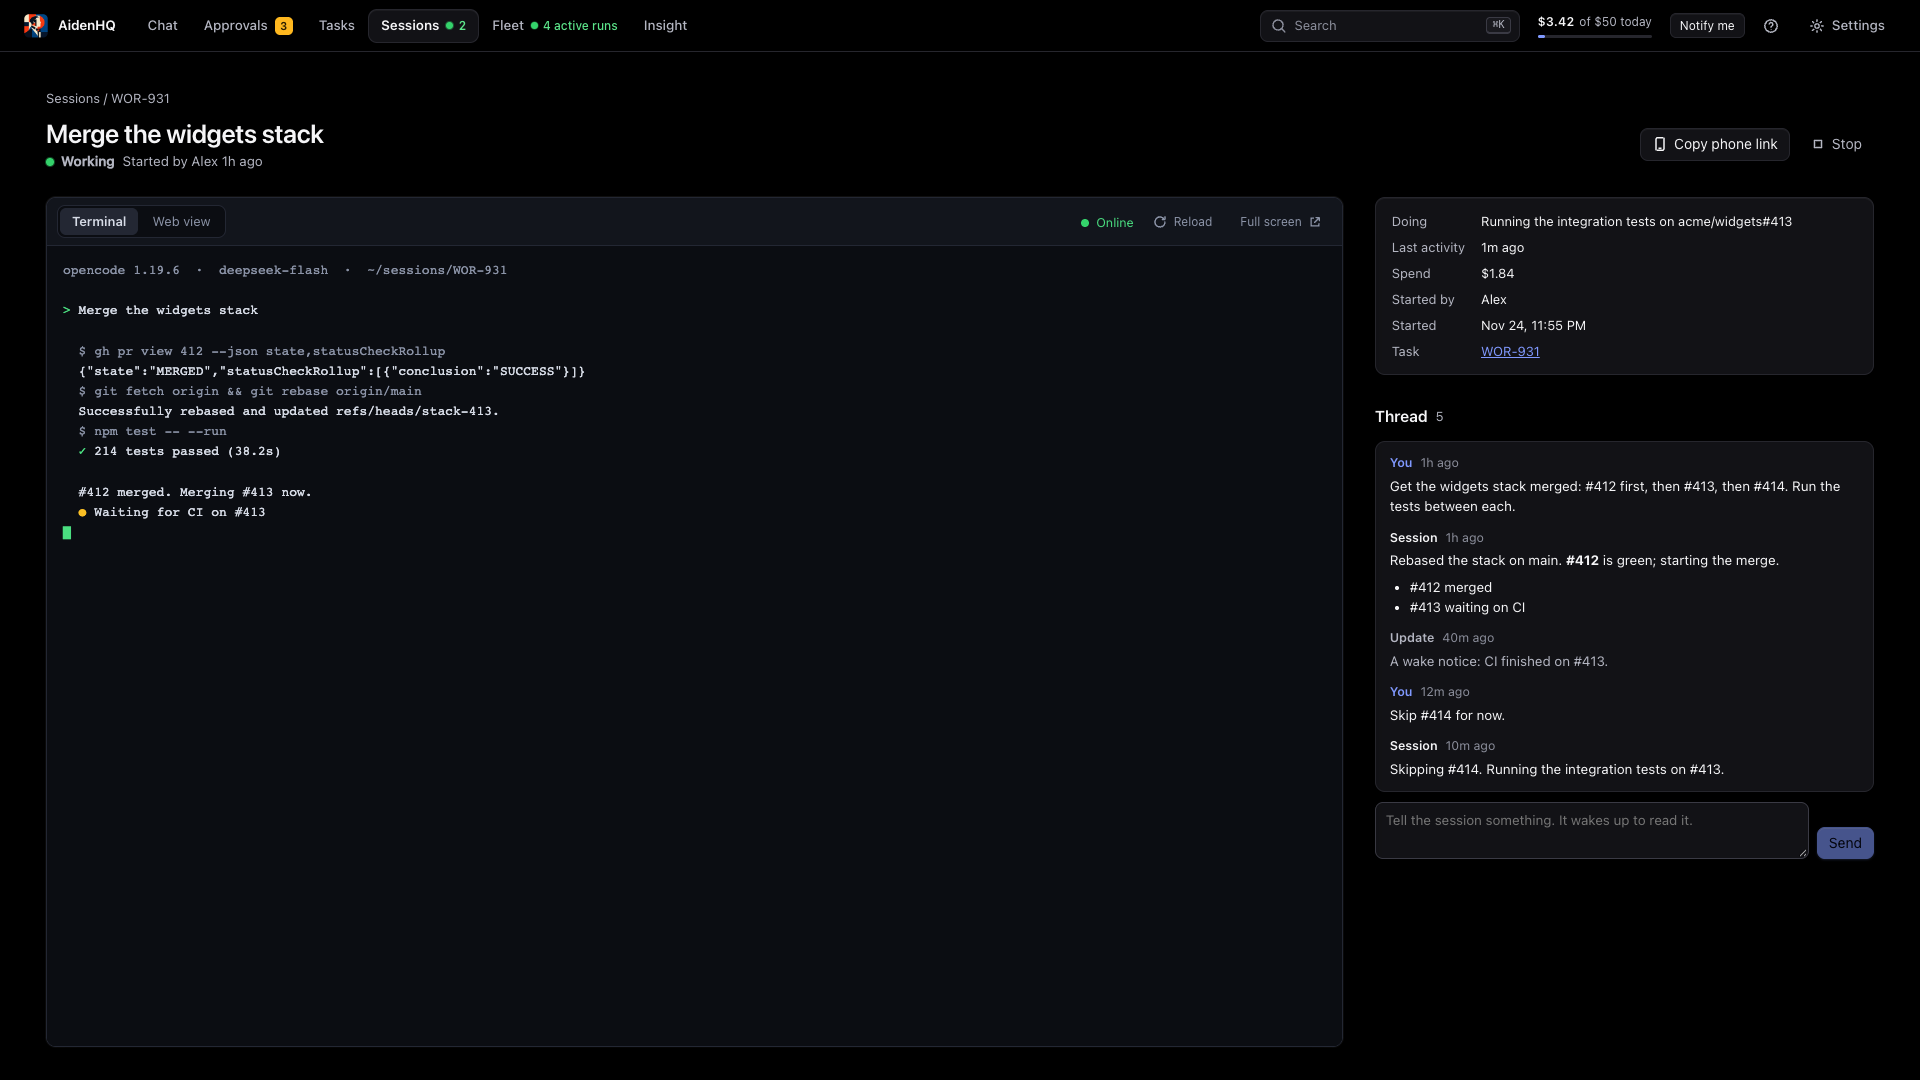 AidenHQ
Chat
Approvals 3
Tasks
Sessions 2
Fleet 4 active runs
Insight
Search ⌘K
$3.42 of $50 today
Notify me
Settings
Sessions / WOR-931
Merge the widgets stack
Working Started by Alex 1h ago
Copy phone link
Stop
Terminal
Web view
Online
Reload
Full screen
opencode 1.19.6 · deepseek-flash · ~/sessions/WOR-931
> Merge the widgets stack
$ gh pr view 412 --json state,statusCheckRollup
{"state":"MERGED","statusCheckRollup":[{"conclusion":"SUCCESS"}]}
$ git fetch origin && git rebase origin/main
Successfully rebased and updated refs/heads/stack-413.
$ npm test -- --run
✓ 214 tests passed (38.2s)
#412 merged. Merging #413 now.
● Waiting for CI on #413
Doing Running the integration tests on acme/widgets#413
Last activity 1m ago
Spend $1.84
Started by Alex
Started Nov 24, 11:55 PM
Task WOR-931
Thread 5
You 1h ago
Get the widgets stack merged: #412 first, then #413, then #414. Run the
tests between each.
Session 1h ago
Rebased the stack on main. #412 is green; starting the merge.
• #412 merged
• #413 waiting on CI
Update 40m ago
A wake notice: CI finished on #413.
You 12m ago
Skip #414 for now.
Session 10m ago
Skipping #414. Running the integration tests on #413.
Tell the session something. It wakes up to read it.
Send